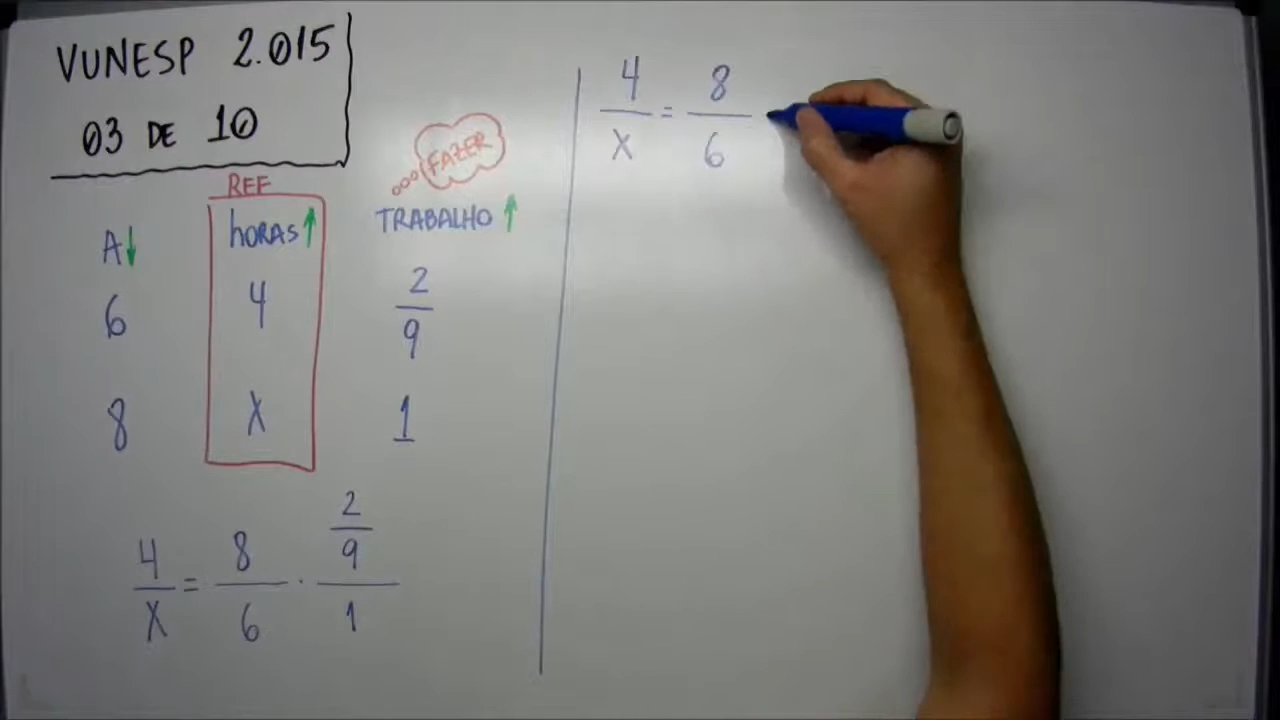 VUNESP 2.015
03 DE 10
FAZER
REF
A↓ horas↑ TRABALHO↑
6 4 2/9
8 X 1
4/X = 8/6 · (2/9)/1
4/X = 8/6